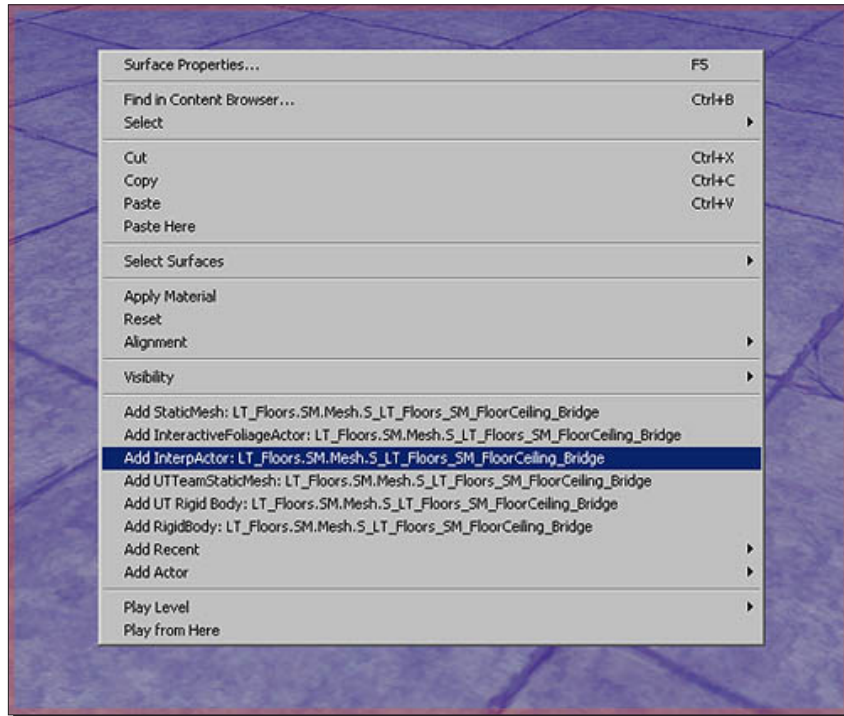 Surface Properties... F5
Find in Content Browser... Ctrl+B
Select
Cut Ctrl+X
Copy Ctrl+C
Paste Ctrl+V
Paste Here
Select Surfaces
Apply Material
Reset
Alignment
Visibility
Add StaticMesh: LT_Floors.SM.Mesh.S_LT_Floors_SM_FloorCeiling_Bridge
Add InteractiveFoliageActor: LT_Floors.SM.Mesh.S_LT_Floors_SM_FloorCeiling_Bridge
Add InterpActor: LT_Floors.SM.Mesh.S_LT_Floors_SM_FloorCeiling_Bridge
Add UTTeamStaticMesh: LT_Floors.SM.Mesh.S_LT_Floors_SM_FloorCeiling_Bridge
Add UT Rigid Body: LT_Floors.SM.Mesh.S_LT_Floors_SM_FloorCeiling_Bridge
Add RigidBody: LT_Floors.SM.Mesh.S_LT_Floors_SM_FloorCeiling_Bridge
Add Recent
Add Actor
Play Level
Play from Here